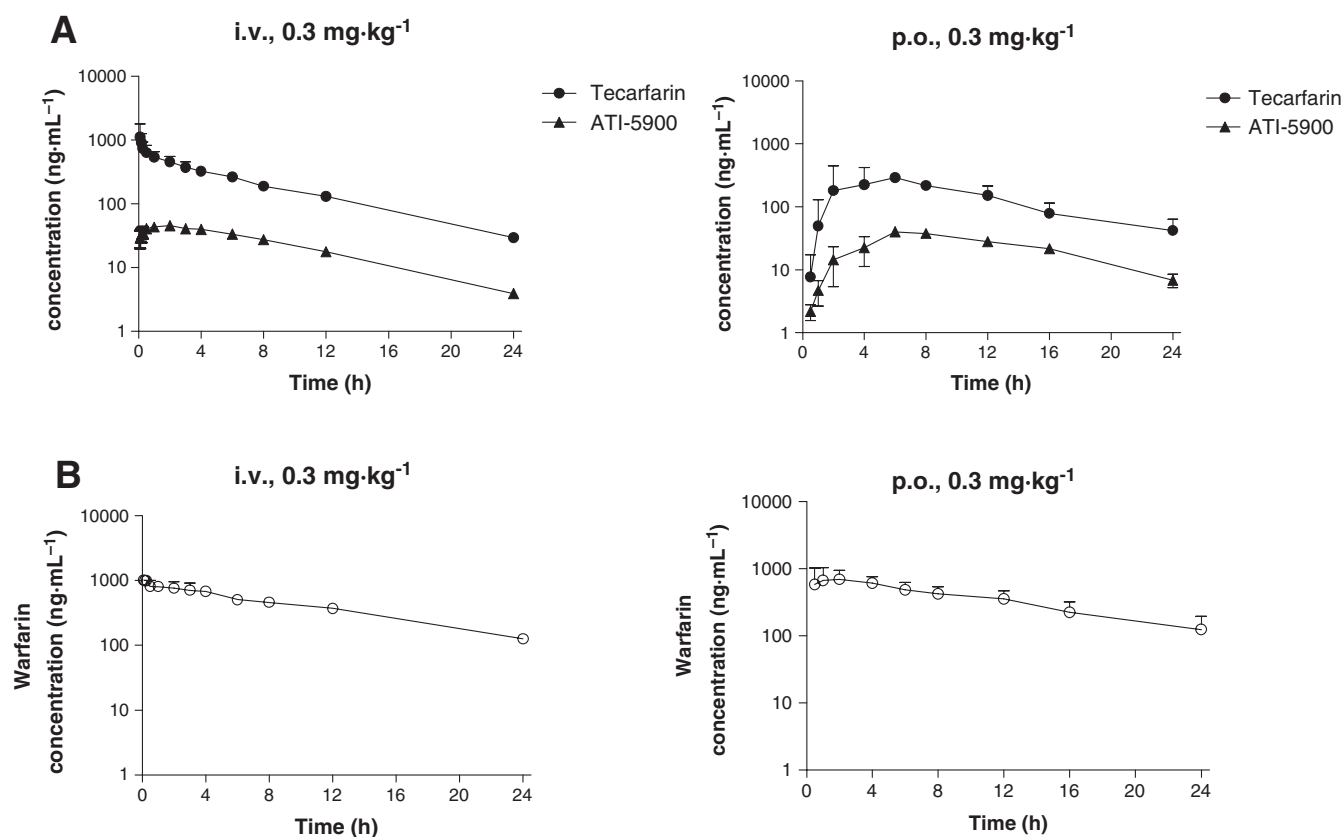 A
i.v., 0.3 mg·kg⁻¹
concentration (ng·mL⁻¹)
10000
1000
100
10
1
0 4 8 12 16 20 24
Time (h)
Tecarfarin
ATI-5900
p.o., 0.3 mg·kg⁻¹
concentration (ng·mL⁻¹)
10000
1000
100
10
1
0 4 8 12 16 20 24
Time (h)
Tecarfarin
ATI-5900
B
i.v., 0.3 mg·kg⁻¹
Warfarin
concentration (ng·mL⁻¹)
10000
1000
100
10
1
0 4 8 12 16 20 24
Time (h)
p.o., 0.3 mg·kg⁻¹
Warfarin
concentration (ng·mL⁻¹)
10000
1000
100
10
1
0 4 8 12 16 20 24
Time (h)